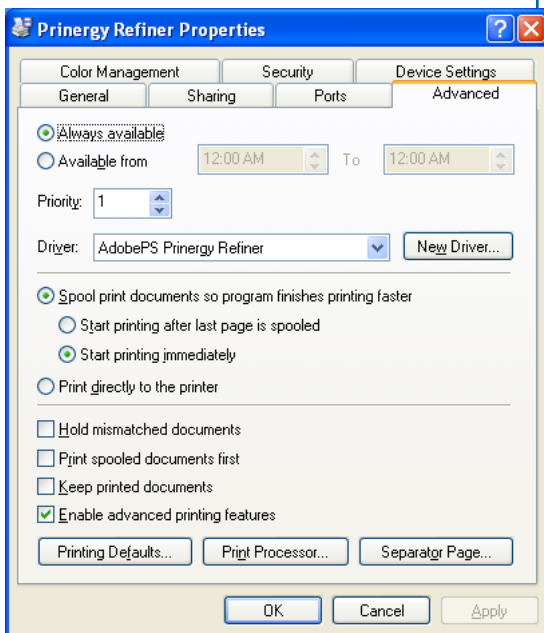 Prinergy Refiner Properties
Color Management Security Device Settings
General Sharing Ports Advanced
Always available
Available from 12:00 AM To 12:00 AM
Priority: 1
Driver: AdobePS Prinergy Refiner New Driver...
Spool print documents so program finishes printing faster
Start printing after last page is spooled
Start printing immediately
Print directly to the printer
Hold mismatched documents
Print spooled documents first
Keep printed documents
Enable advanced printing features
Printing Defaults... Print Processor... Separator Page...
OK Cancel Apply